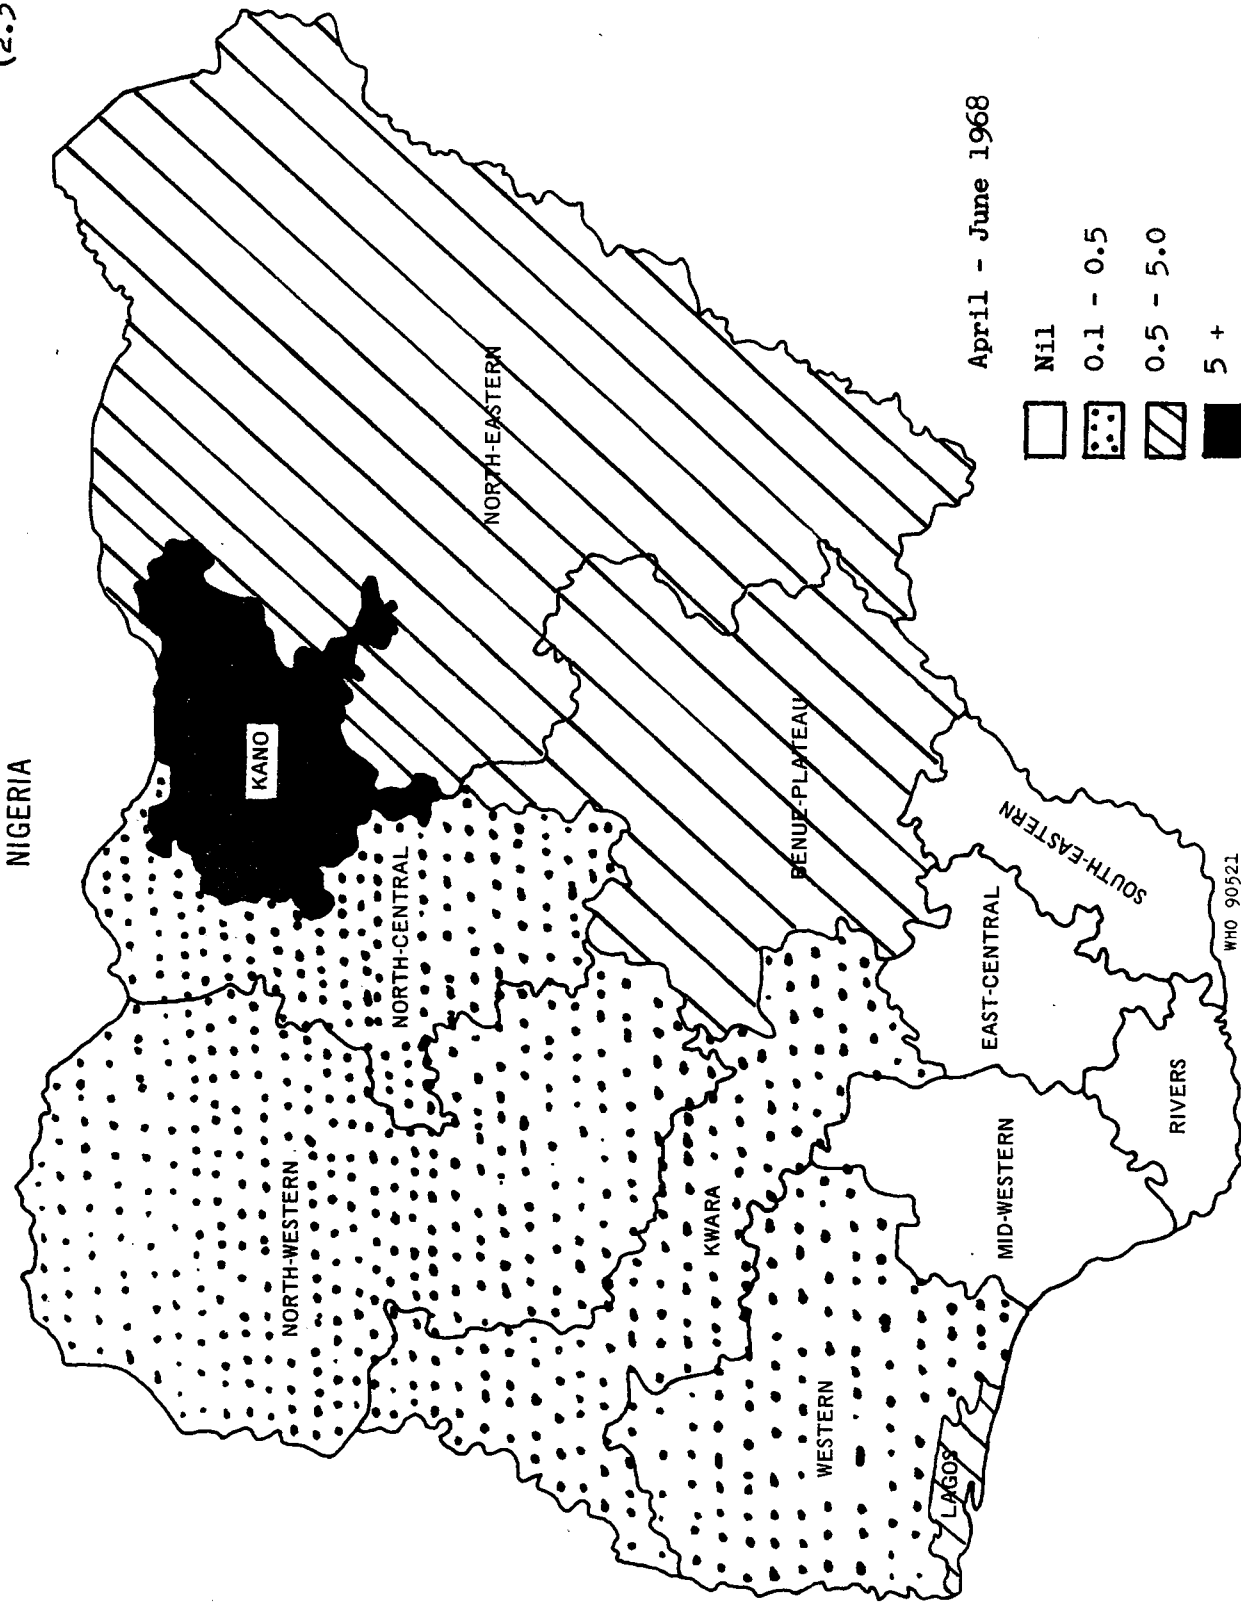 (2.3
NIGERIA
KANO
NORTH-EASTERN
NORTH-CENTRAL
NORTH-WESTERN
BENUE-PLATEAU
KWARA
WESTERN
LAGOS
MID-WESTERN
EAST-CENTRAL
SOUTH-EASTERN
RIVERS
April - June 1968
Nil
0.1 - 0.5
0.5 - 5.0
5 +
WHO 90521